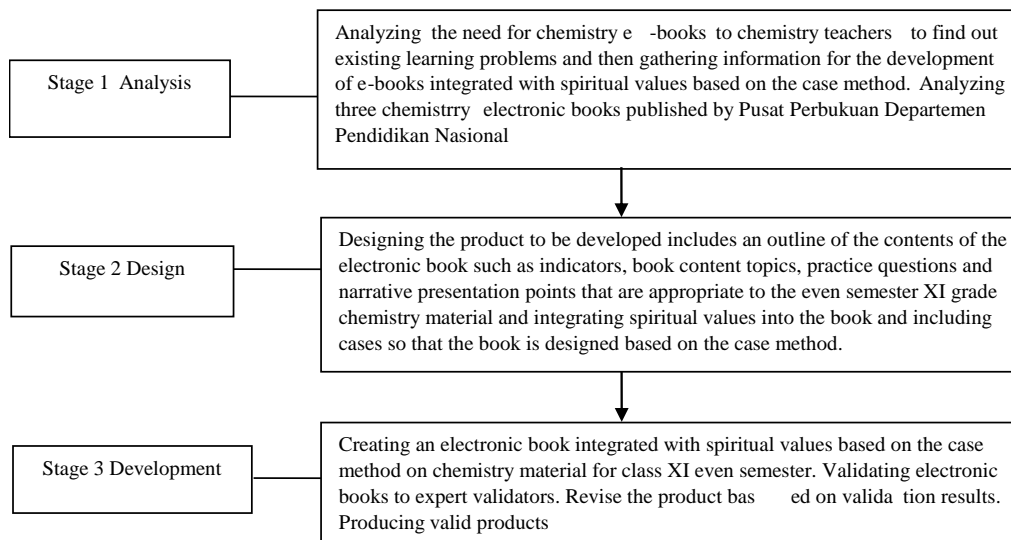 Stage 1 Analysis
Analyzing the need for chemistry e -books to chemistry teachers to find out
existing learning problems and then gathering information for the development
of e-books integrated with spiritual values based on the case method. Analyzing
three chemistrry electronic books published by Pusat Perbukuan Departemen
Pendidikan Nasional
Stage 2 Design
Designing the product to be developed includes an outline of the contents of the
electronic book such as indicators, book content topics, practice questions and
narrative presentation points that are appropriate to the even semester XI grade
chemistry material and integrating spiritual values into the book and including
cases so that the book is designed based on the case method.
Stage 3 Development
Creating an electronic book integrated with spiritual values based on the case
method on chemistry material for class XI even semester. Validating electronic
books to expert validators. Revise the product bas ed on valida tion results.
Producing valid products